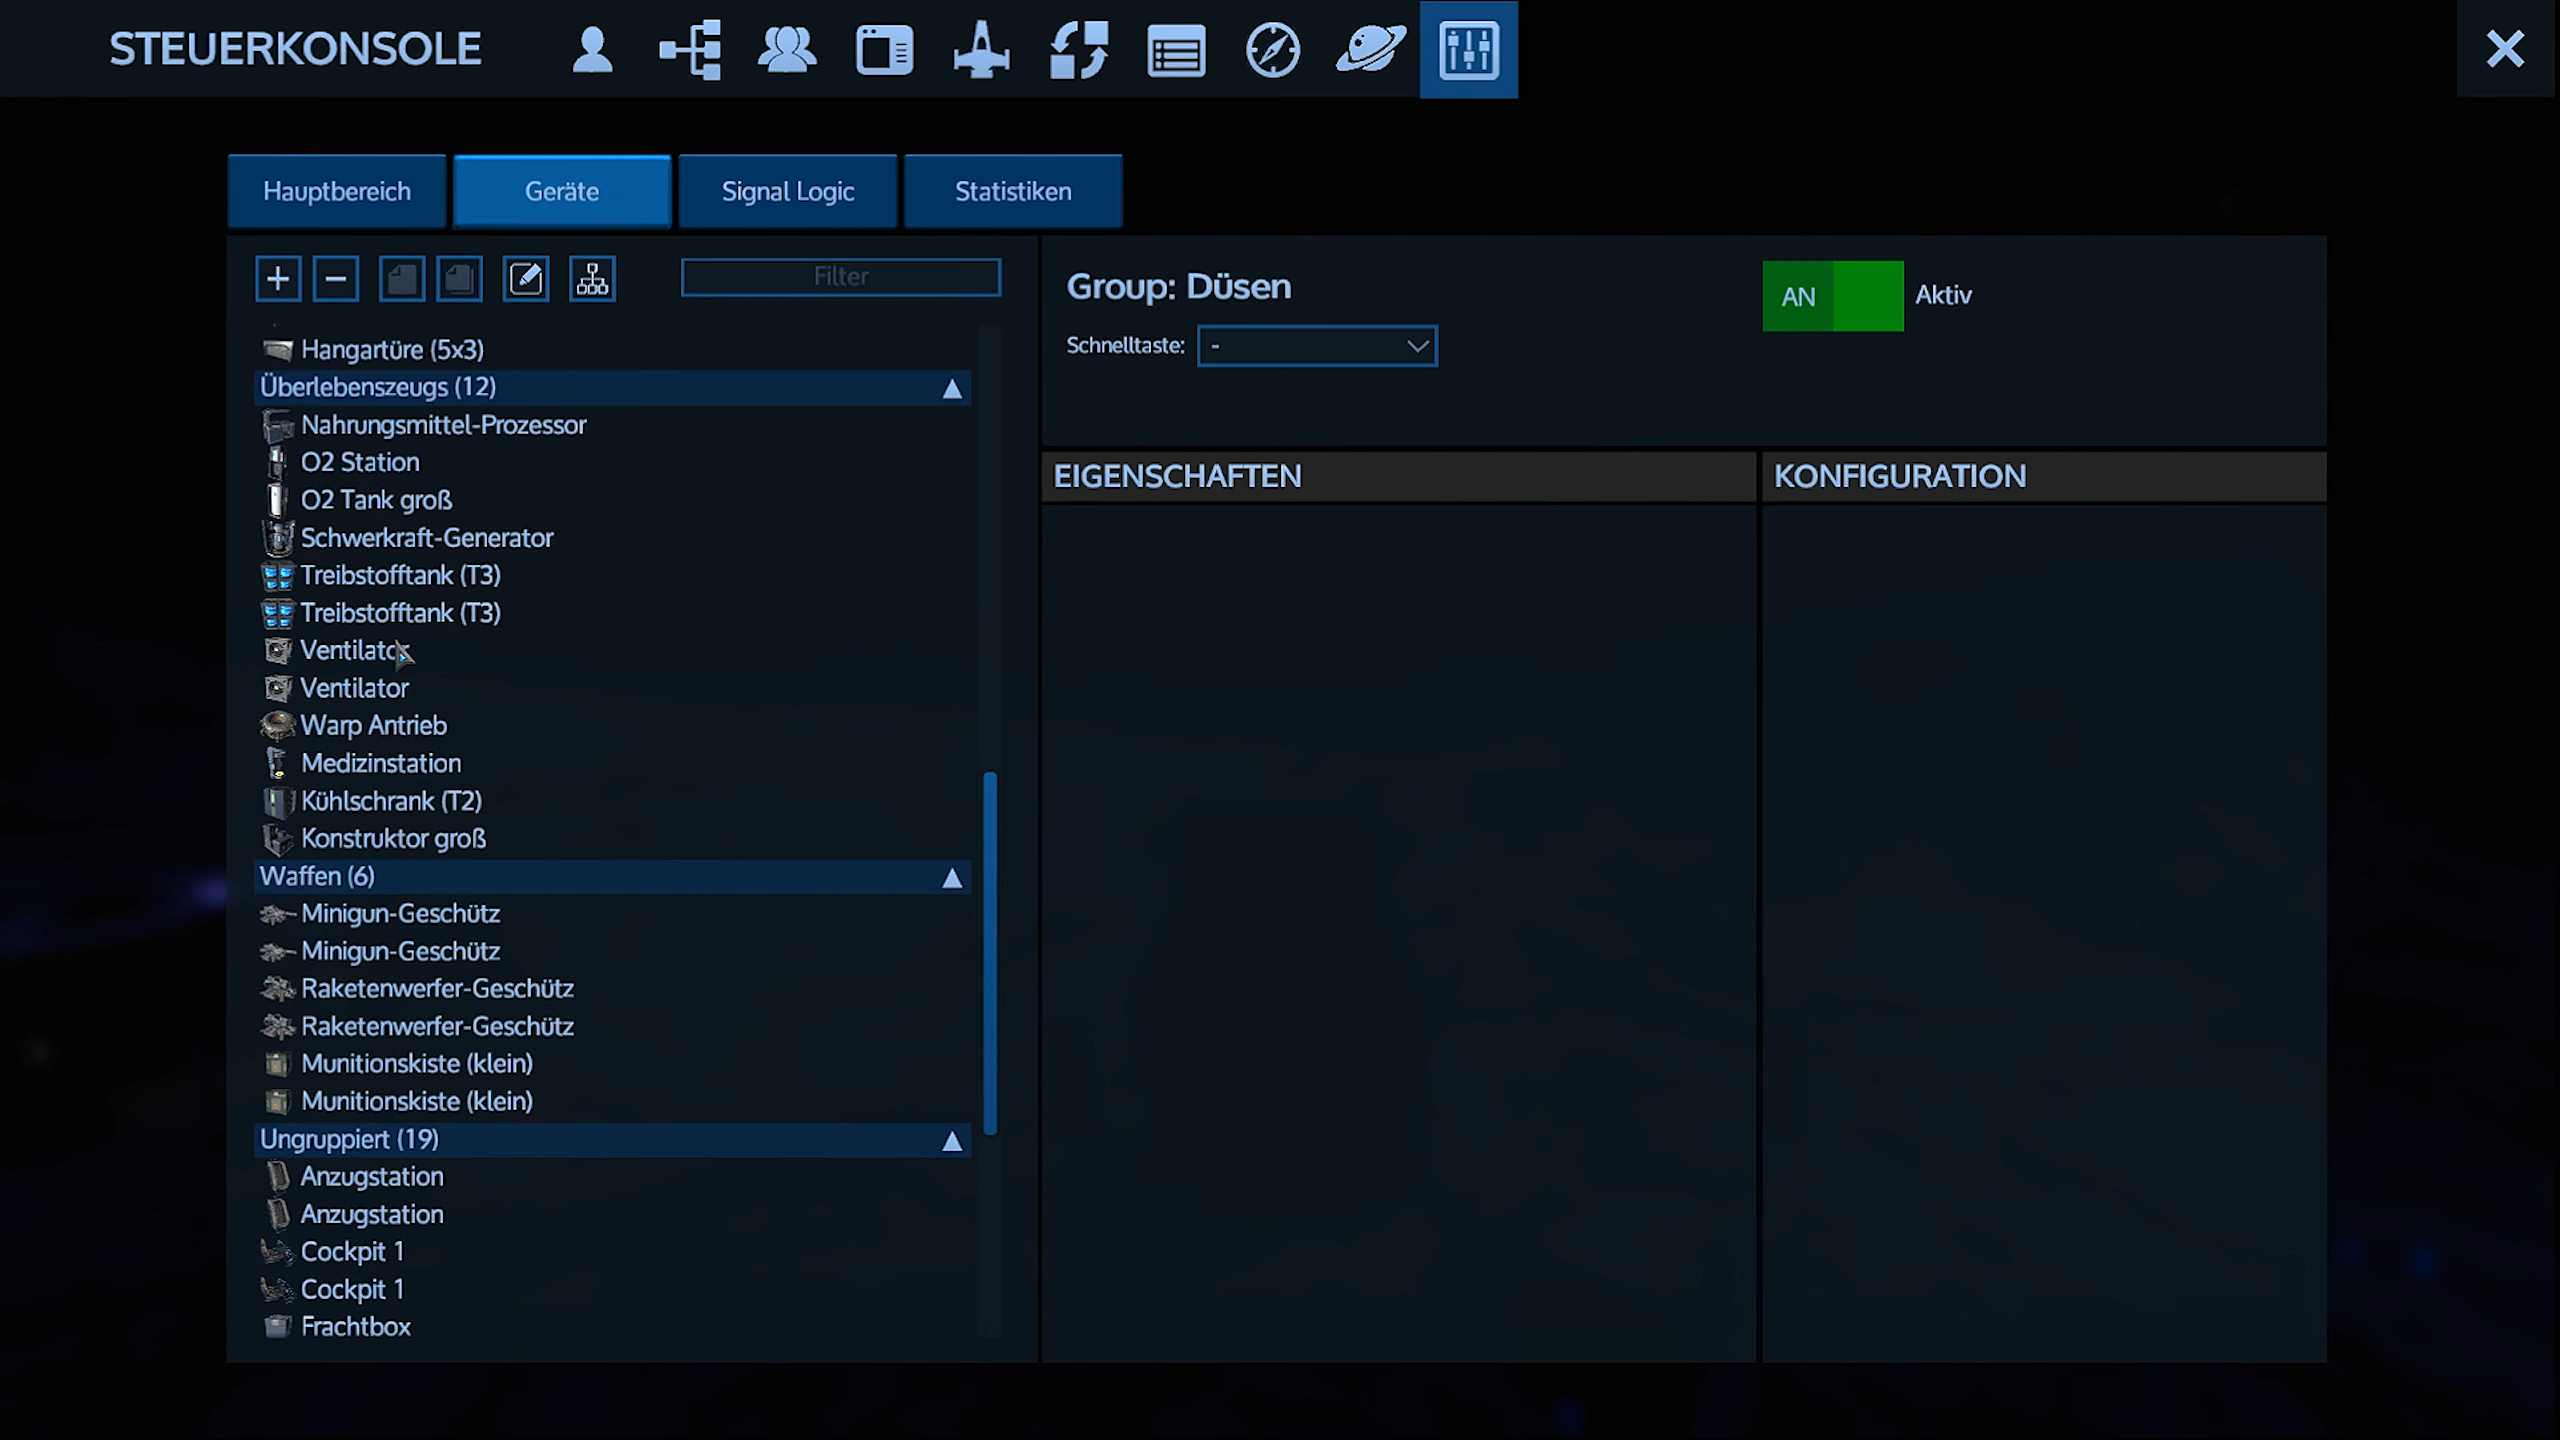 STEUERKONSOLE
Hauptbereich
Geräte
Signal Logic
Statistiken
Filter
Hangartüre (5x3)
Überlebenszeugs (12)
Nahrungsmittel-Prozessor
O2 Station
O2 Tank groß
Schwerkraft-Generator
Treibstofftank (T3)
Treibstofftank (T3)
Ventilator
Ventilator
Warp Antrieb
Medizinstation
Kühlschrank (T2)
Konstruktor groß
Waffen (6)
Minigun-Geschütz
Minigun-Geschütz
Raketenwerfer-Geschütz
Raketenwerfer-Geschütz
Munitionskiste (klein)
Munitionskiste (klein)
Ungruppiert (19)
Anzugstation
Anzugstation
Cockpit 1
Cockpit 1
Frachtbox
Group: Düsen
Schnelltaste: -
AN Aktiv
EIGENSCHAFTEN
KONFIGURATION